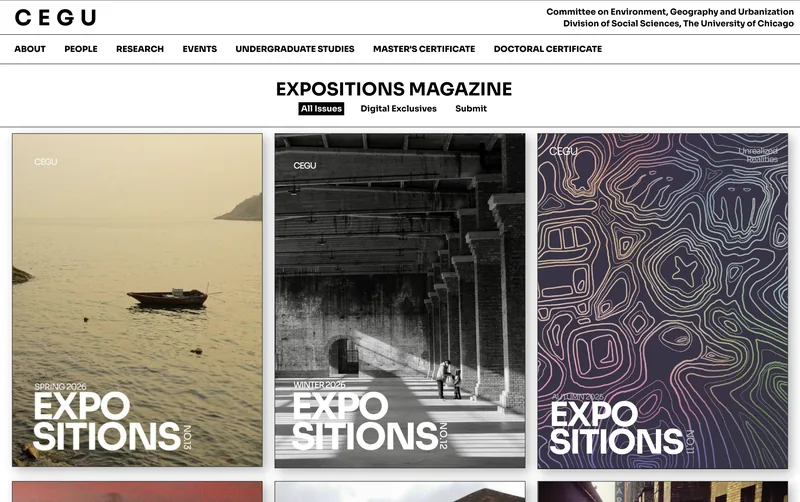 CEGU
Committee on Environment, Geography and Urbanization
Division of Social Sciences, The University of Chicago
ABOUT
PEOPLE
RESEARCH
EVENTS
UNDERGRADUATE STUDIES
MASTER'S CERTIFICATE
DOCTORAL CERTIFICATE
EXPOSITIONS MAGAZINE
All Issues
Digital Exclusives
Submit
CEGU
SPRING 2026
EXPO
SITIONS
NO.13
CEGU
WINTER 2026
EXPO
SITIONS
NO.12
CEGU
Unrealized
Realities
AUTUMN 2025
EXPO
SITIONS
NO.11